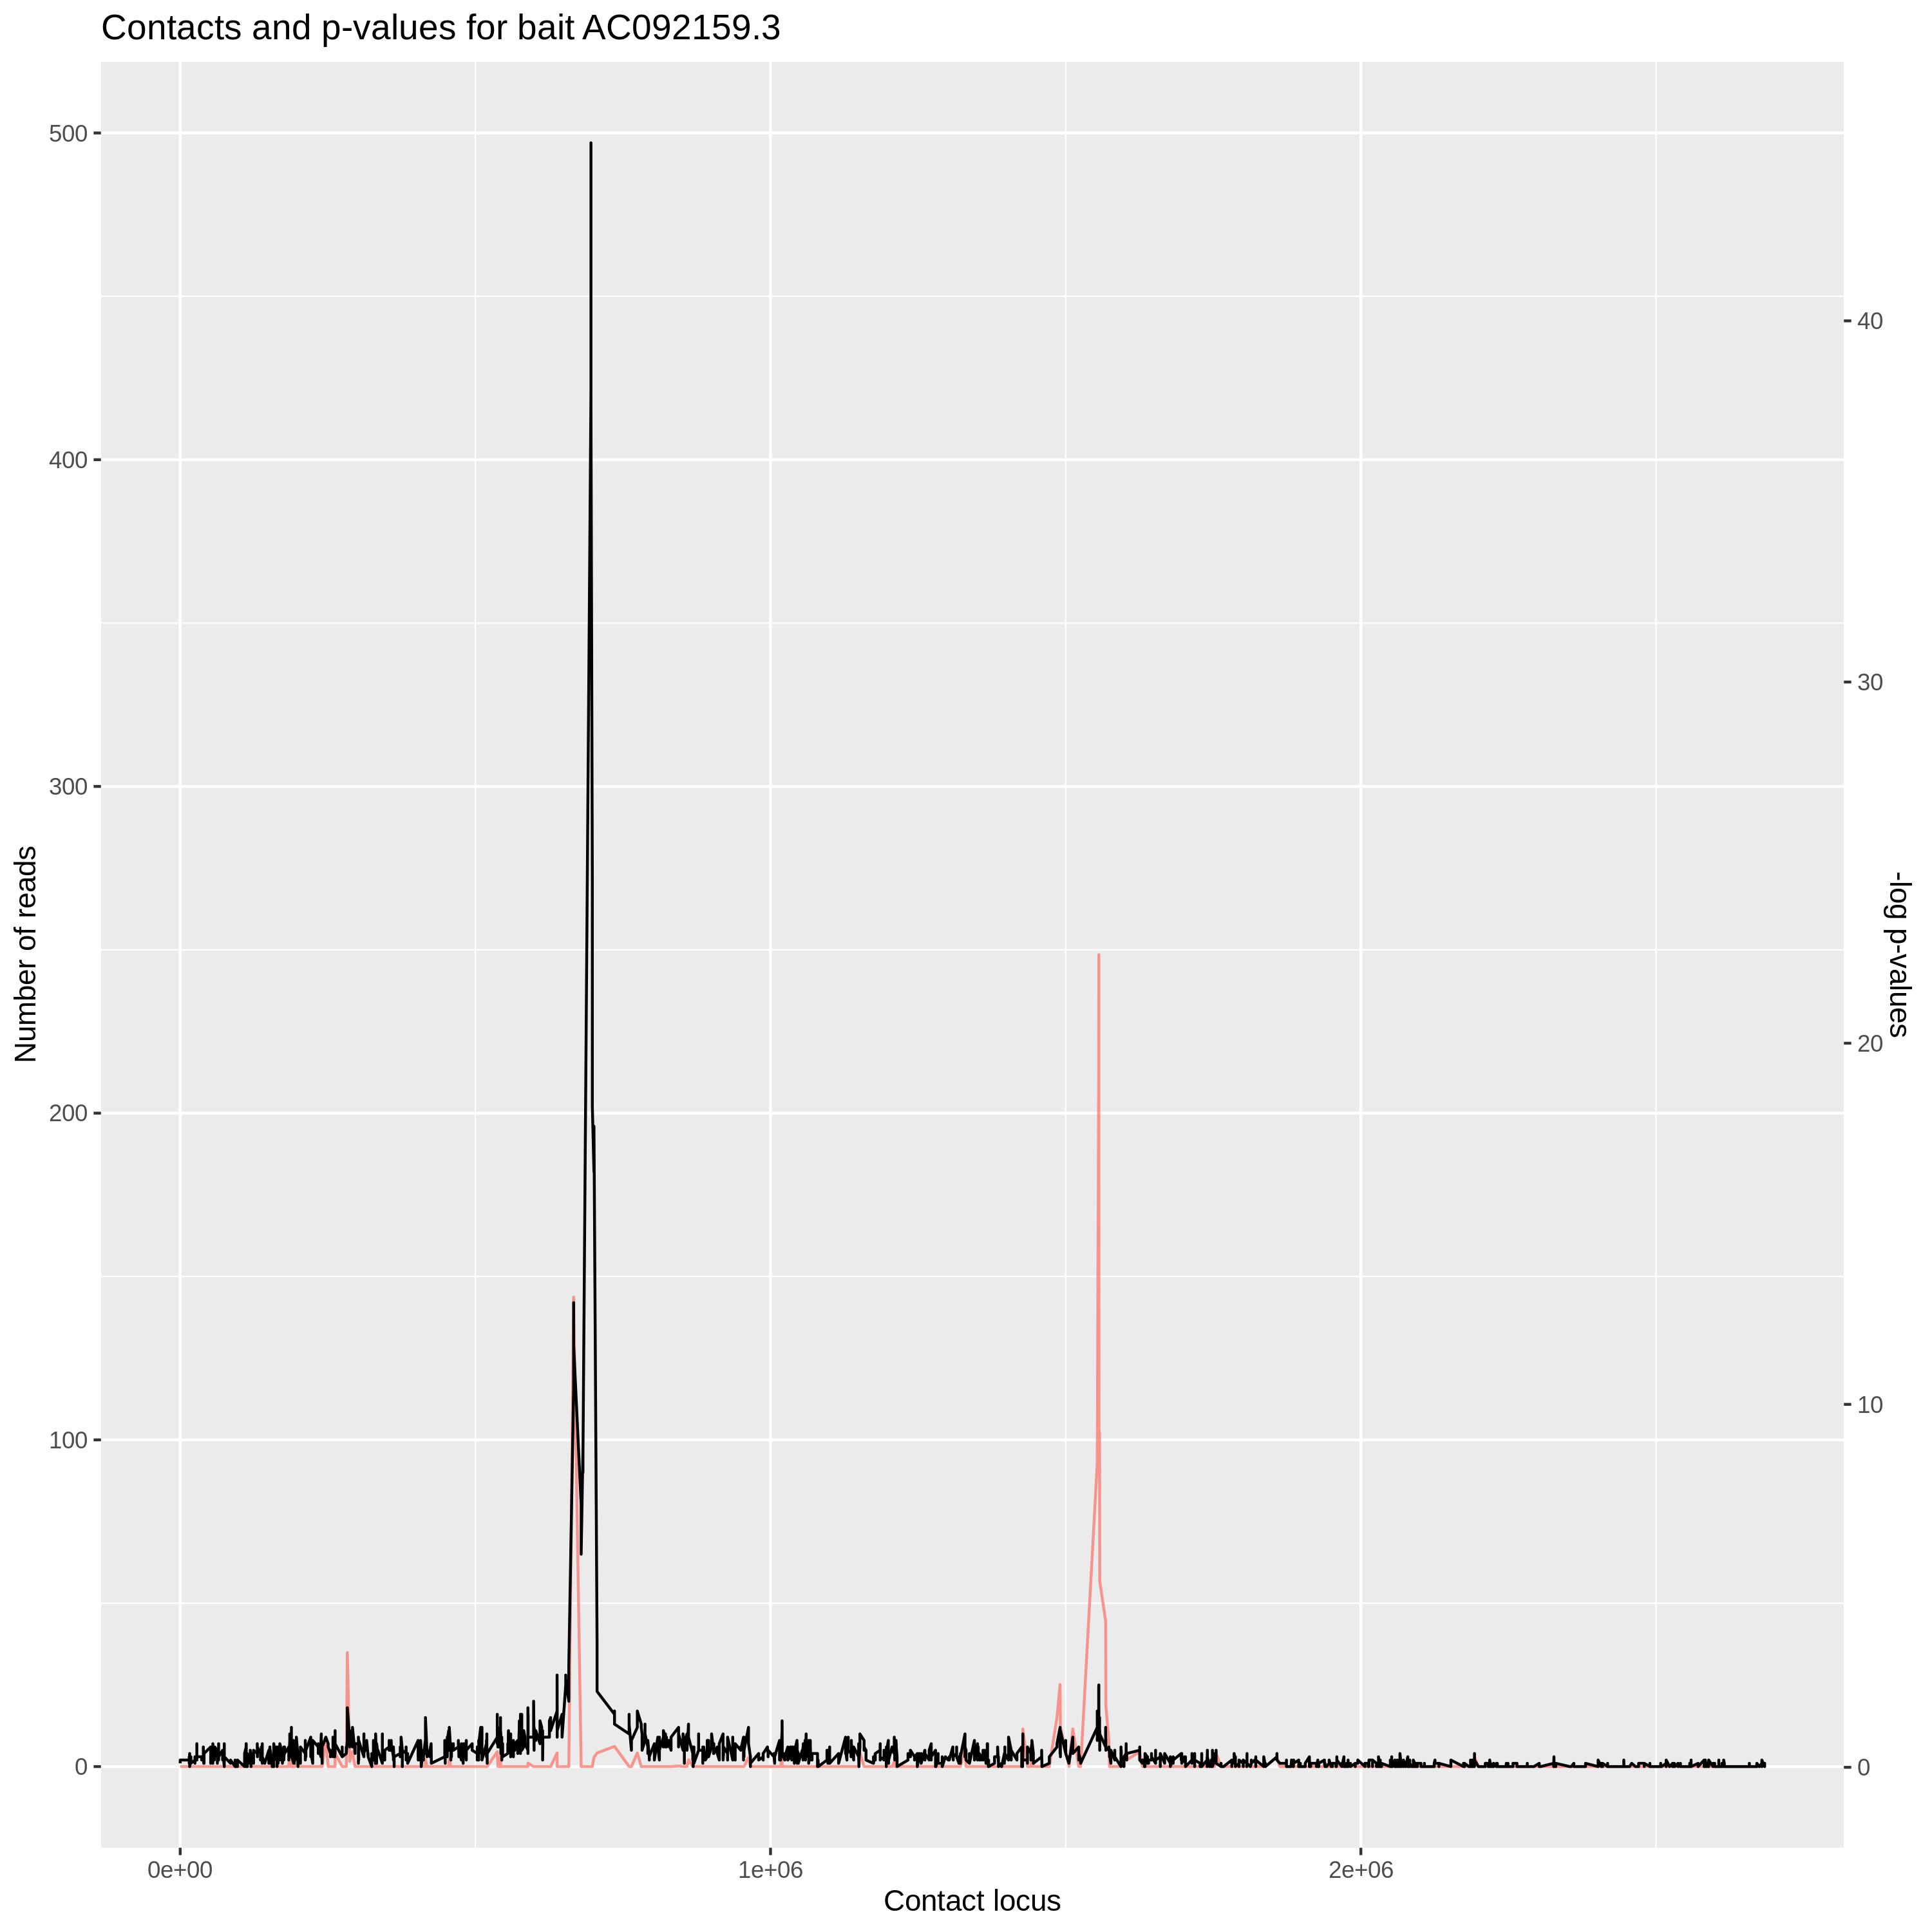 Contacts and p-values for bait AC092159.3
500
400
300
200
100
0
Number of reads
40
30
20
10
0
-log p-values
0e+00
1e+06
2e+06
Contact locus